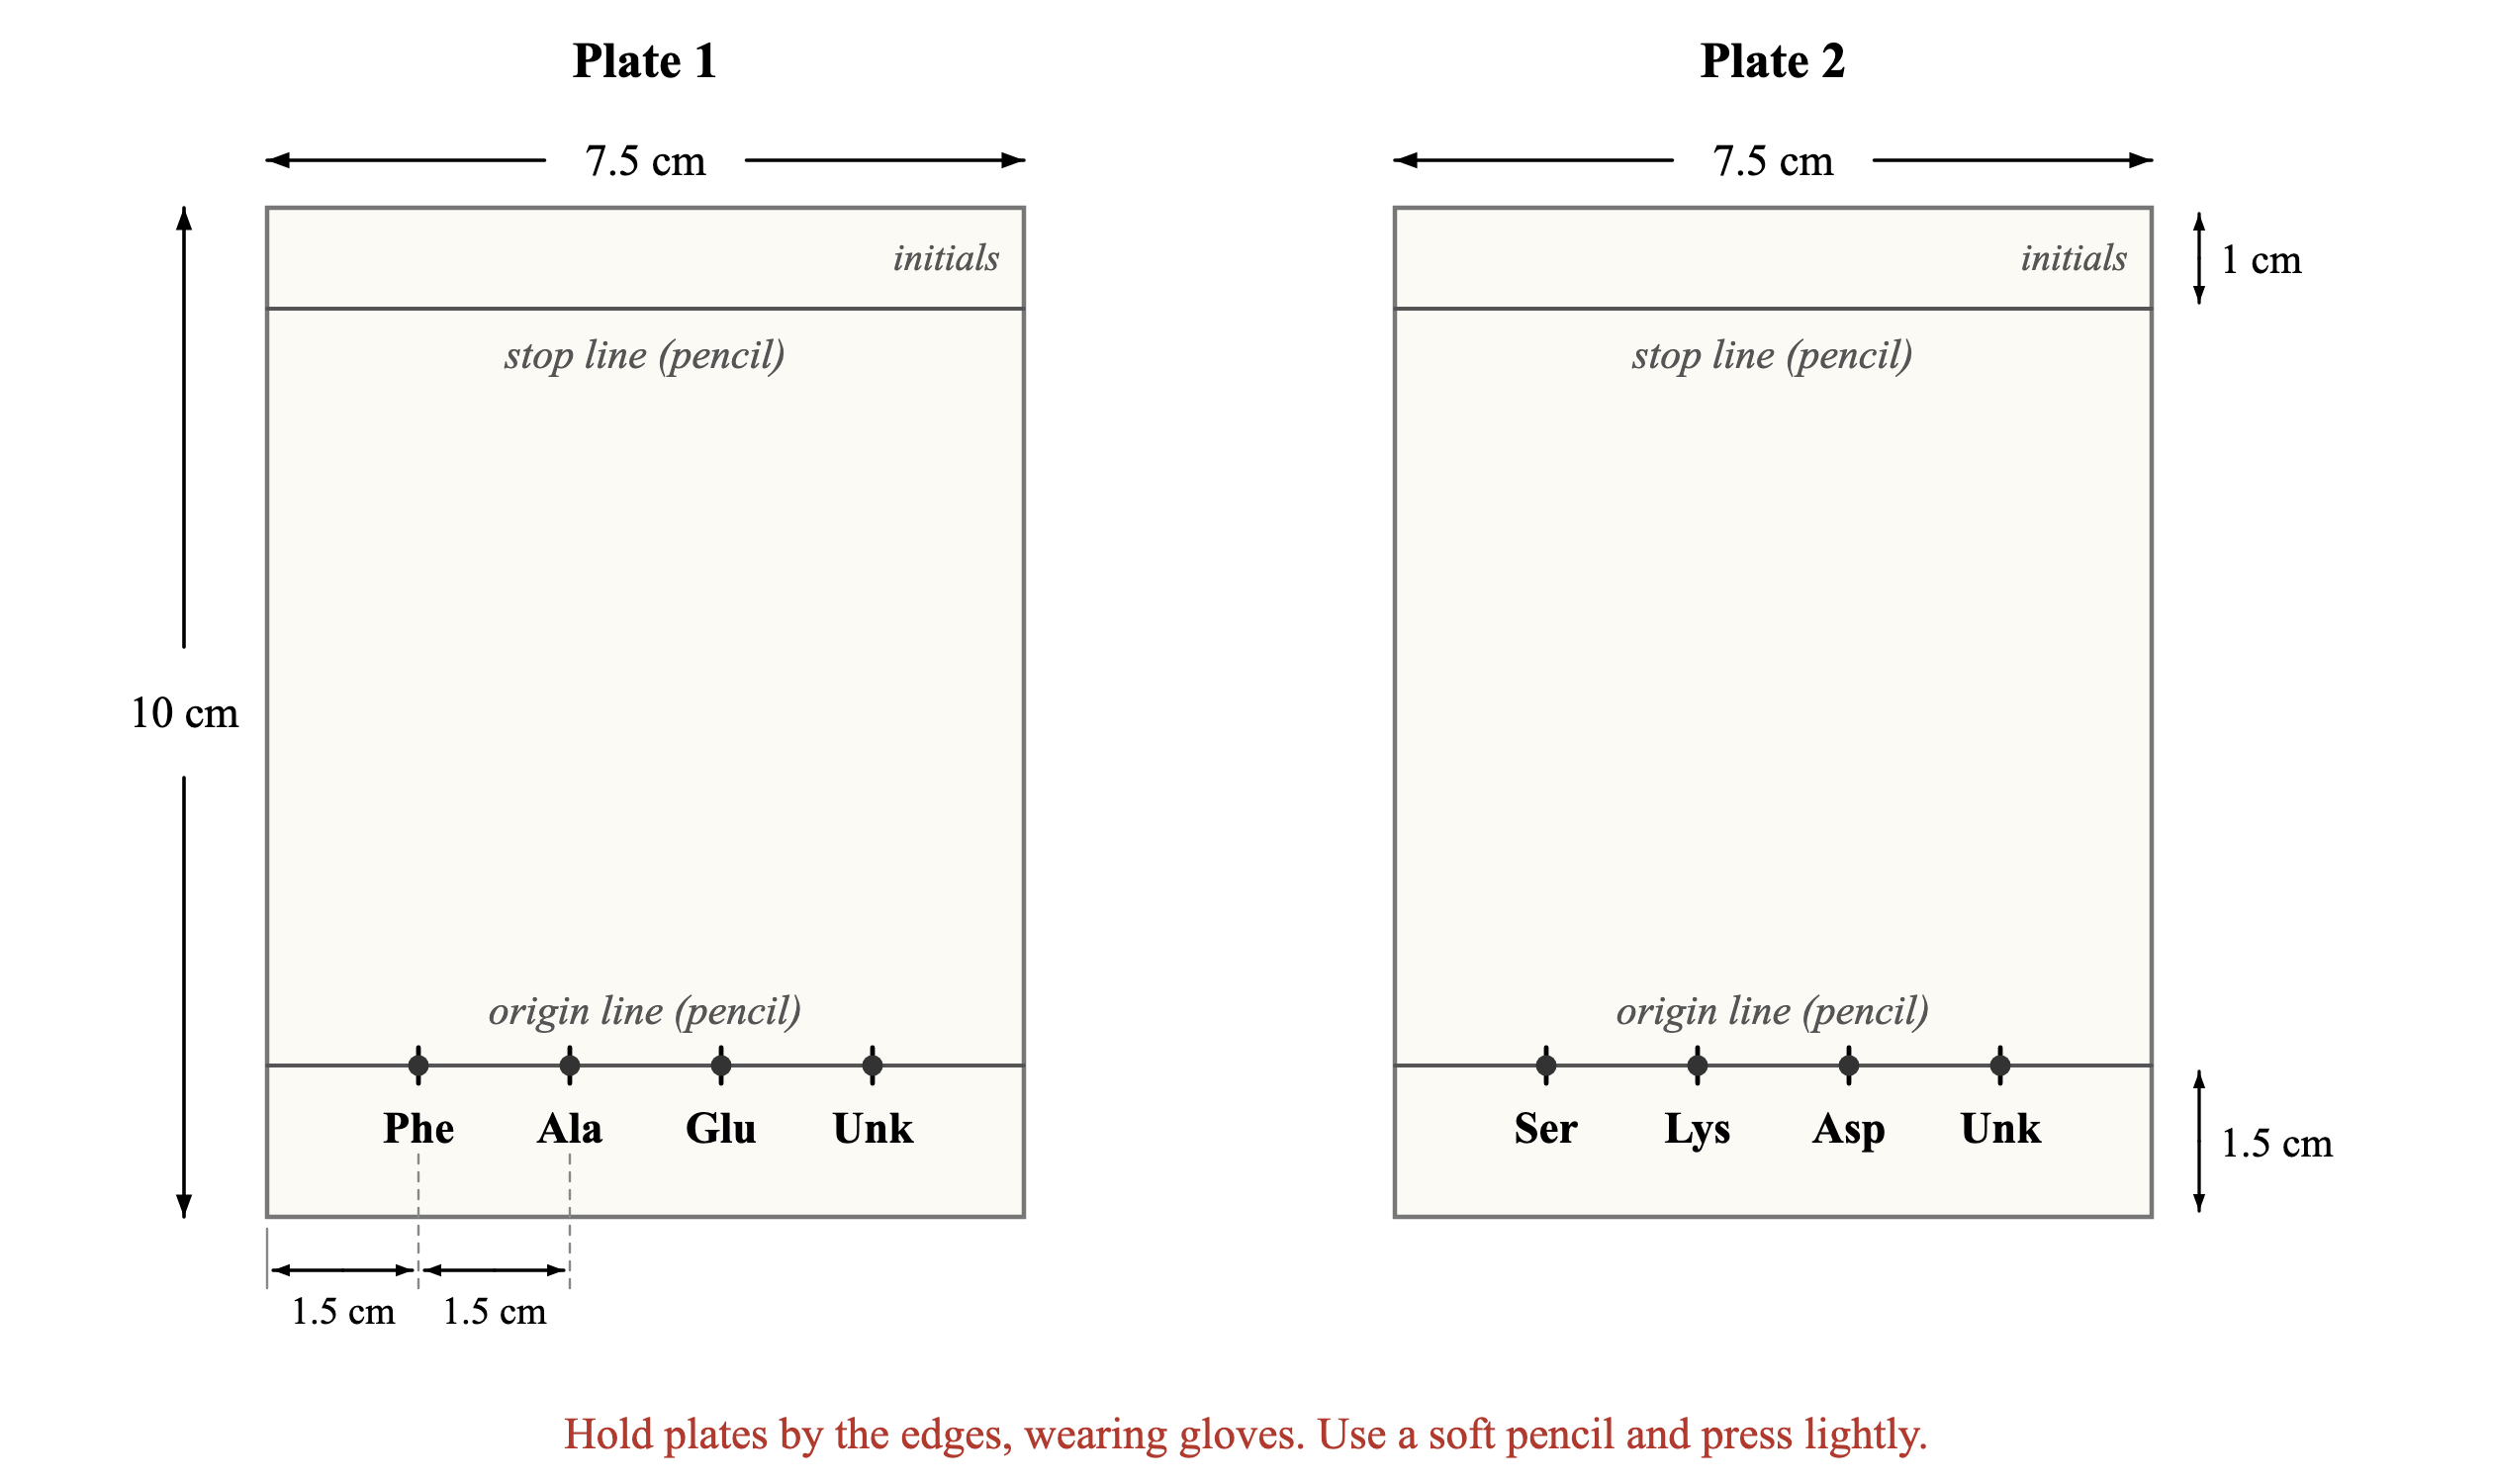 Plate 1
Plate 2
7.5 cm
7.5 cm
initials
initials
1 cm
stop line (pencil)
stop line (pencil)
10 cm
origin line (pencil)
origin line (pencil)
Phe Ala Glu Unk
Ser Lys Asp Unk
1.5 cm
1.5 cm 1.5 cm
Hold plates by the edges, wearing gloves. Use a soft pencil and press lightly.